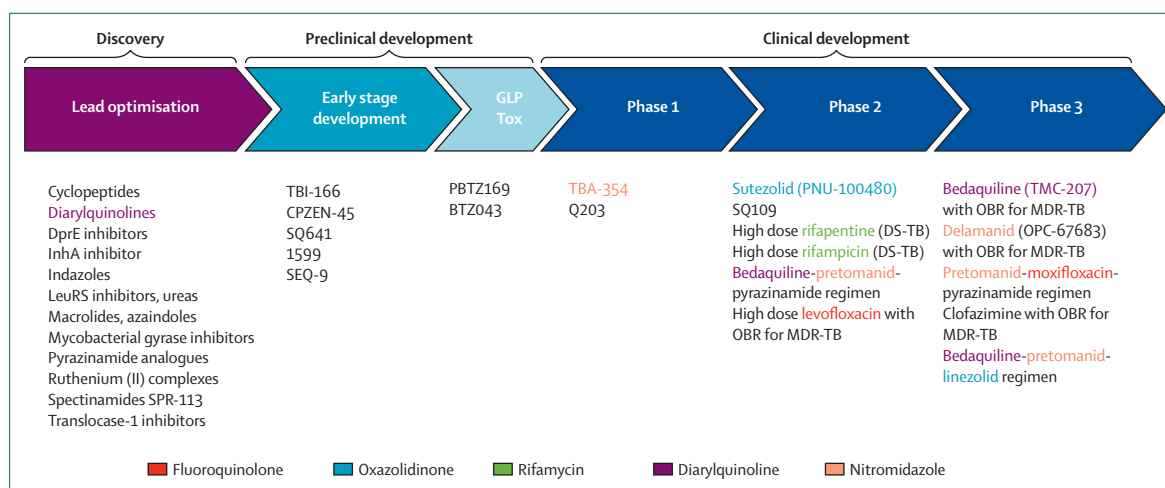 Discovery
Preclinical development
Clinical development
Lead optimisation
Early stage
development
GLP
Tox
Phase 1
Phase 2
Phase 3
Cyclopeptides
Diarylquinolines
DprE inhibitors
InhA inhibitor
Indazoles
LeuRS inhibitors, ureas
Macrolides, azaindoles
Mycobacterial gyrase inhibitors
Pyrazinamide analogues
Ruthenium (II) complexes
Spectinamides SPR-113
Translocase-1 inhibitors
TBI-166
CPZEN-45
SQ641
1599
SEQ-9
PBTZ169
BTZ043
TBA-354
Q203
Sutezolid (PNU-100480)
SQ109
High dose rifapentine (DS-TB)
High dose rifampicin (DS-TB)
Bedaquiline-pretomanid-
pyrazinamide regimen
High dose levofloxacin with
OBR for MDR-TB
Bedaquiline (TMC-207)
with OBR for MDR-TB
Delamanid (OPC-67683)
with OBR for MDR-TB
Pretomanid-moxifloxacin-
pyrazinamide regimen
Clofazimine with OBR for
MDR-TB
Bedaquiline-pretomanid-
linezolid regimen
Fluoroquinolone
Oxazolidinone
Rifamycin
Diarylquinoline
Nitromidazole